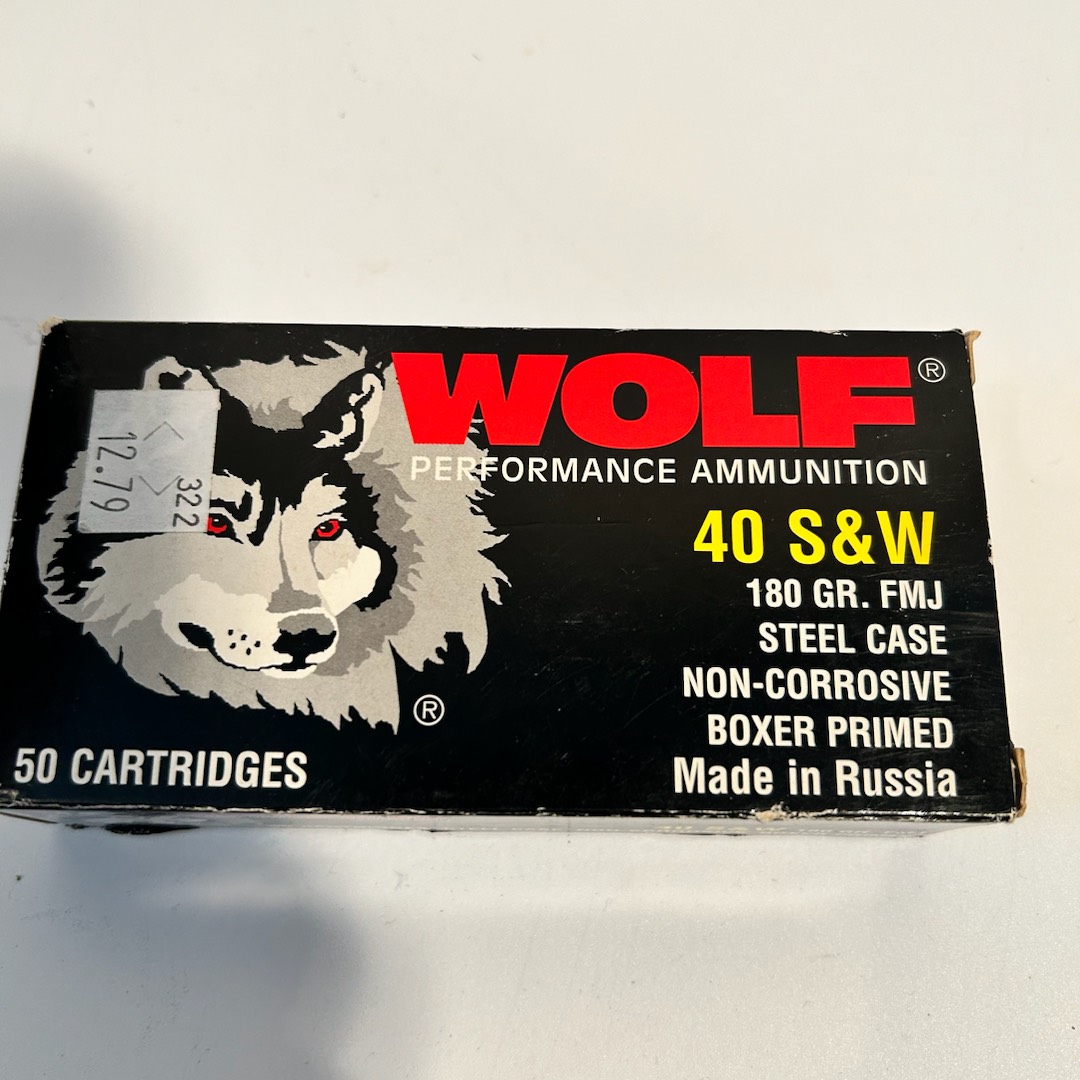 WOLF®
PERFORMANCE AMMUNITION
40 S&W
180 GR. FMJ
STEEL CASE
NON-CORROSIVE
BOXER PRIMED
Made in Russia
®
50 CARTRIDGES
322
12.79